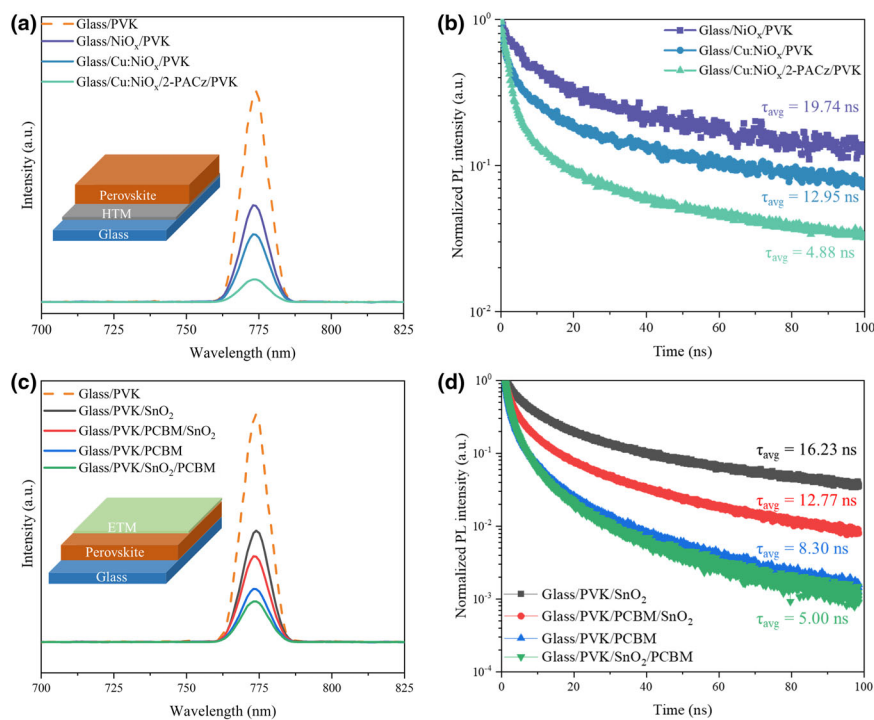 (a)
Glass/PVK
Glass/NiOₓ/PVK
Glass/Cu:NiOₓ/PVK
Glass/Cu:NiOₓ/2-PACz/PVK
Perovskite
HTM
Glass
Intensity (a.u.)
700 725 750 775 800 825
Wavelength (nm)
(b)
Glass/NiOₓ/PVK
Glass/Cu:NiOₓ/PVK
Glass/Cu:NiOₓ/2-PACz/PVK
τavg = 19.74 ns
τavg = 12.95 ns
τavg = 4.88 ns
Normalized PL intensity (a.u.)
10⁰
10⁻¹
10⁻²
0 20 40 60 80 100
Time (ns)
(c)
Glass/PVK
Glass/PVK/SnO₂
Glass/PVK/PCBM/SnO₂
Glass/PVK/PCBM
Glass/PVK/SnO₂/PCBM
ETM
Perovskite
Glass
Intensity (a.u.)
700 725 750 775 800 825
Wavelength (nm)
(d)
τavg = 16.23 ns
τavg = 12.77 ns
τavg = 8.30 ns
τavg = 5.00 ns
Glass/PVK/SnO₂
Glass/PVK/PCBM/SnO₂
Glass/PVK/PCBM
Glass/PVK/SnO₂/PCBM
Normalized PL intensity (a.u.)
10⁰
10⁻¹
10⁻²
10⁻³
10⁻⁴
0 20 40 60 80 100
Time (ns)